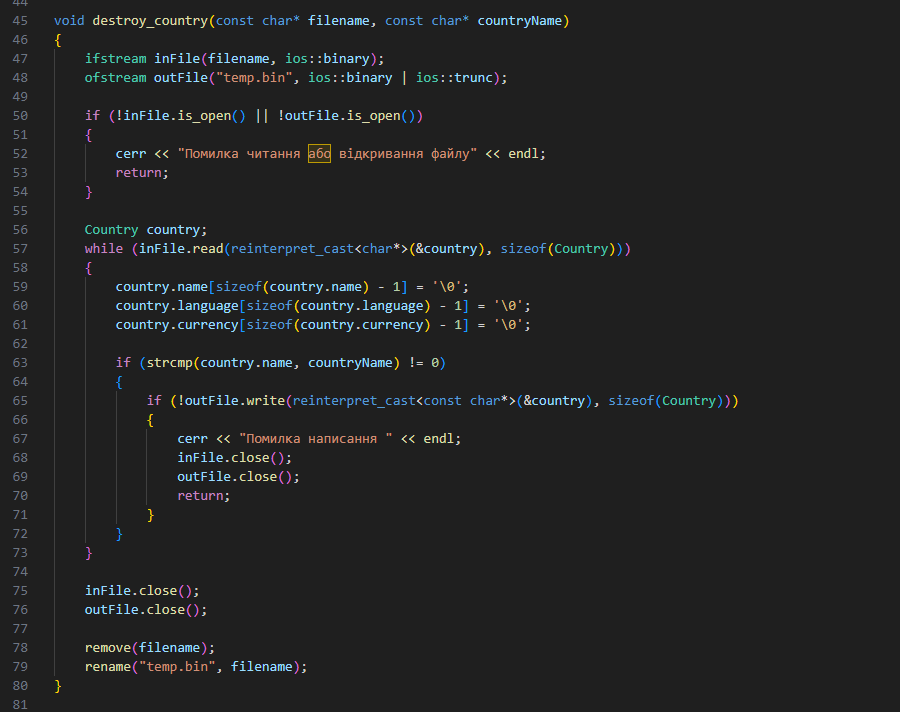 44
45 void destroy_country(const char* filename, const char* countryName)
46 {
47     ifstream inFile(filename, ios::binary);
48     ofstream outFile("temp.bin", ios::binary | ios::trunc);
49
50     if (!inFile.is_open() || !outFile.is_open())
51     {
52         cerr << "Помилка читання або відкривання файлу" << endl;
53         return;
54     }
55
56     Country country;
57     while (inFile.read(reinterpret_cast<char*>(&country), sizeof(Country)))
58     {
59         country.name[sizeof(country.name) - 1] = '\0';
60         country.language[sizeof(country.language) - 1] = '\0';
61         country.currency[sizeof(country.currency) - 1] = '\0';
62
63         if (strcmp(country.name, countryName) != 0)
64         {
65             if (!outFile.write(reinterpret_cast<const char*>(&country), sizeof(Country)))
66             {
67                 cerr << "Помилка написання " << endl;
68                 inFile.close();
69                 outFile.close();
70                 return;
71             }
72         }
73     }
74
75     inFile.close();
76     outFile.close();
77
78     remove(filename);
79     rename("temp.bin", filename);
80 }
81